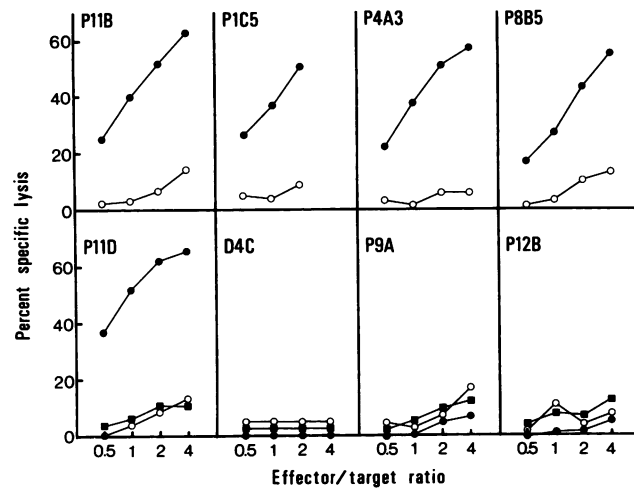 P11B P1C5 P4A3 P8B5
60
40
20
0
P11D D4C P9A P12B
60
40
20
0
0.5 1 2 4 0.5 1 2 4 0.5 1 2 4 0.5 1 2 4
Percent specific lysis
Effector/target ratio